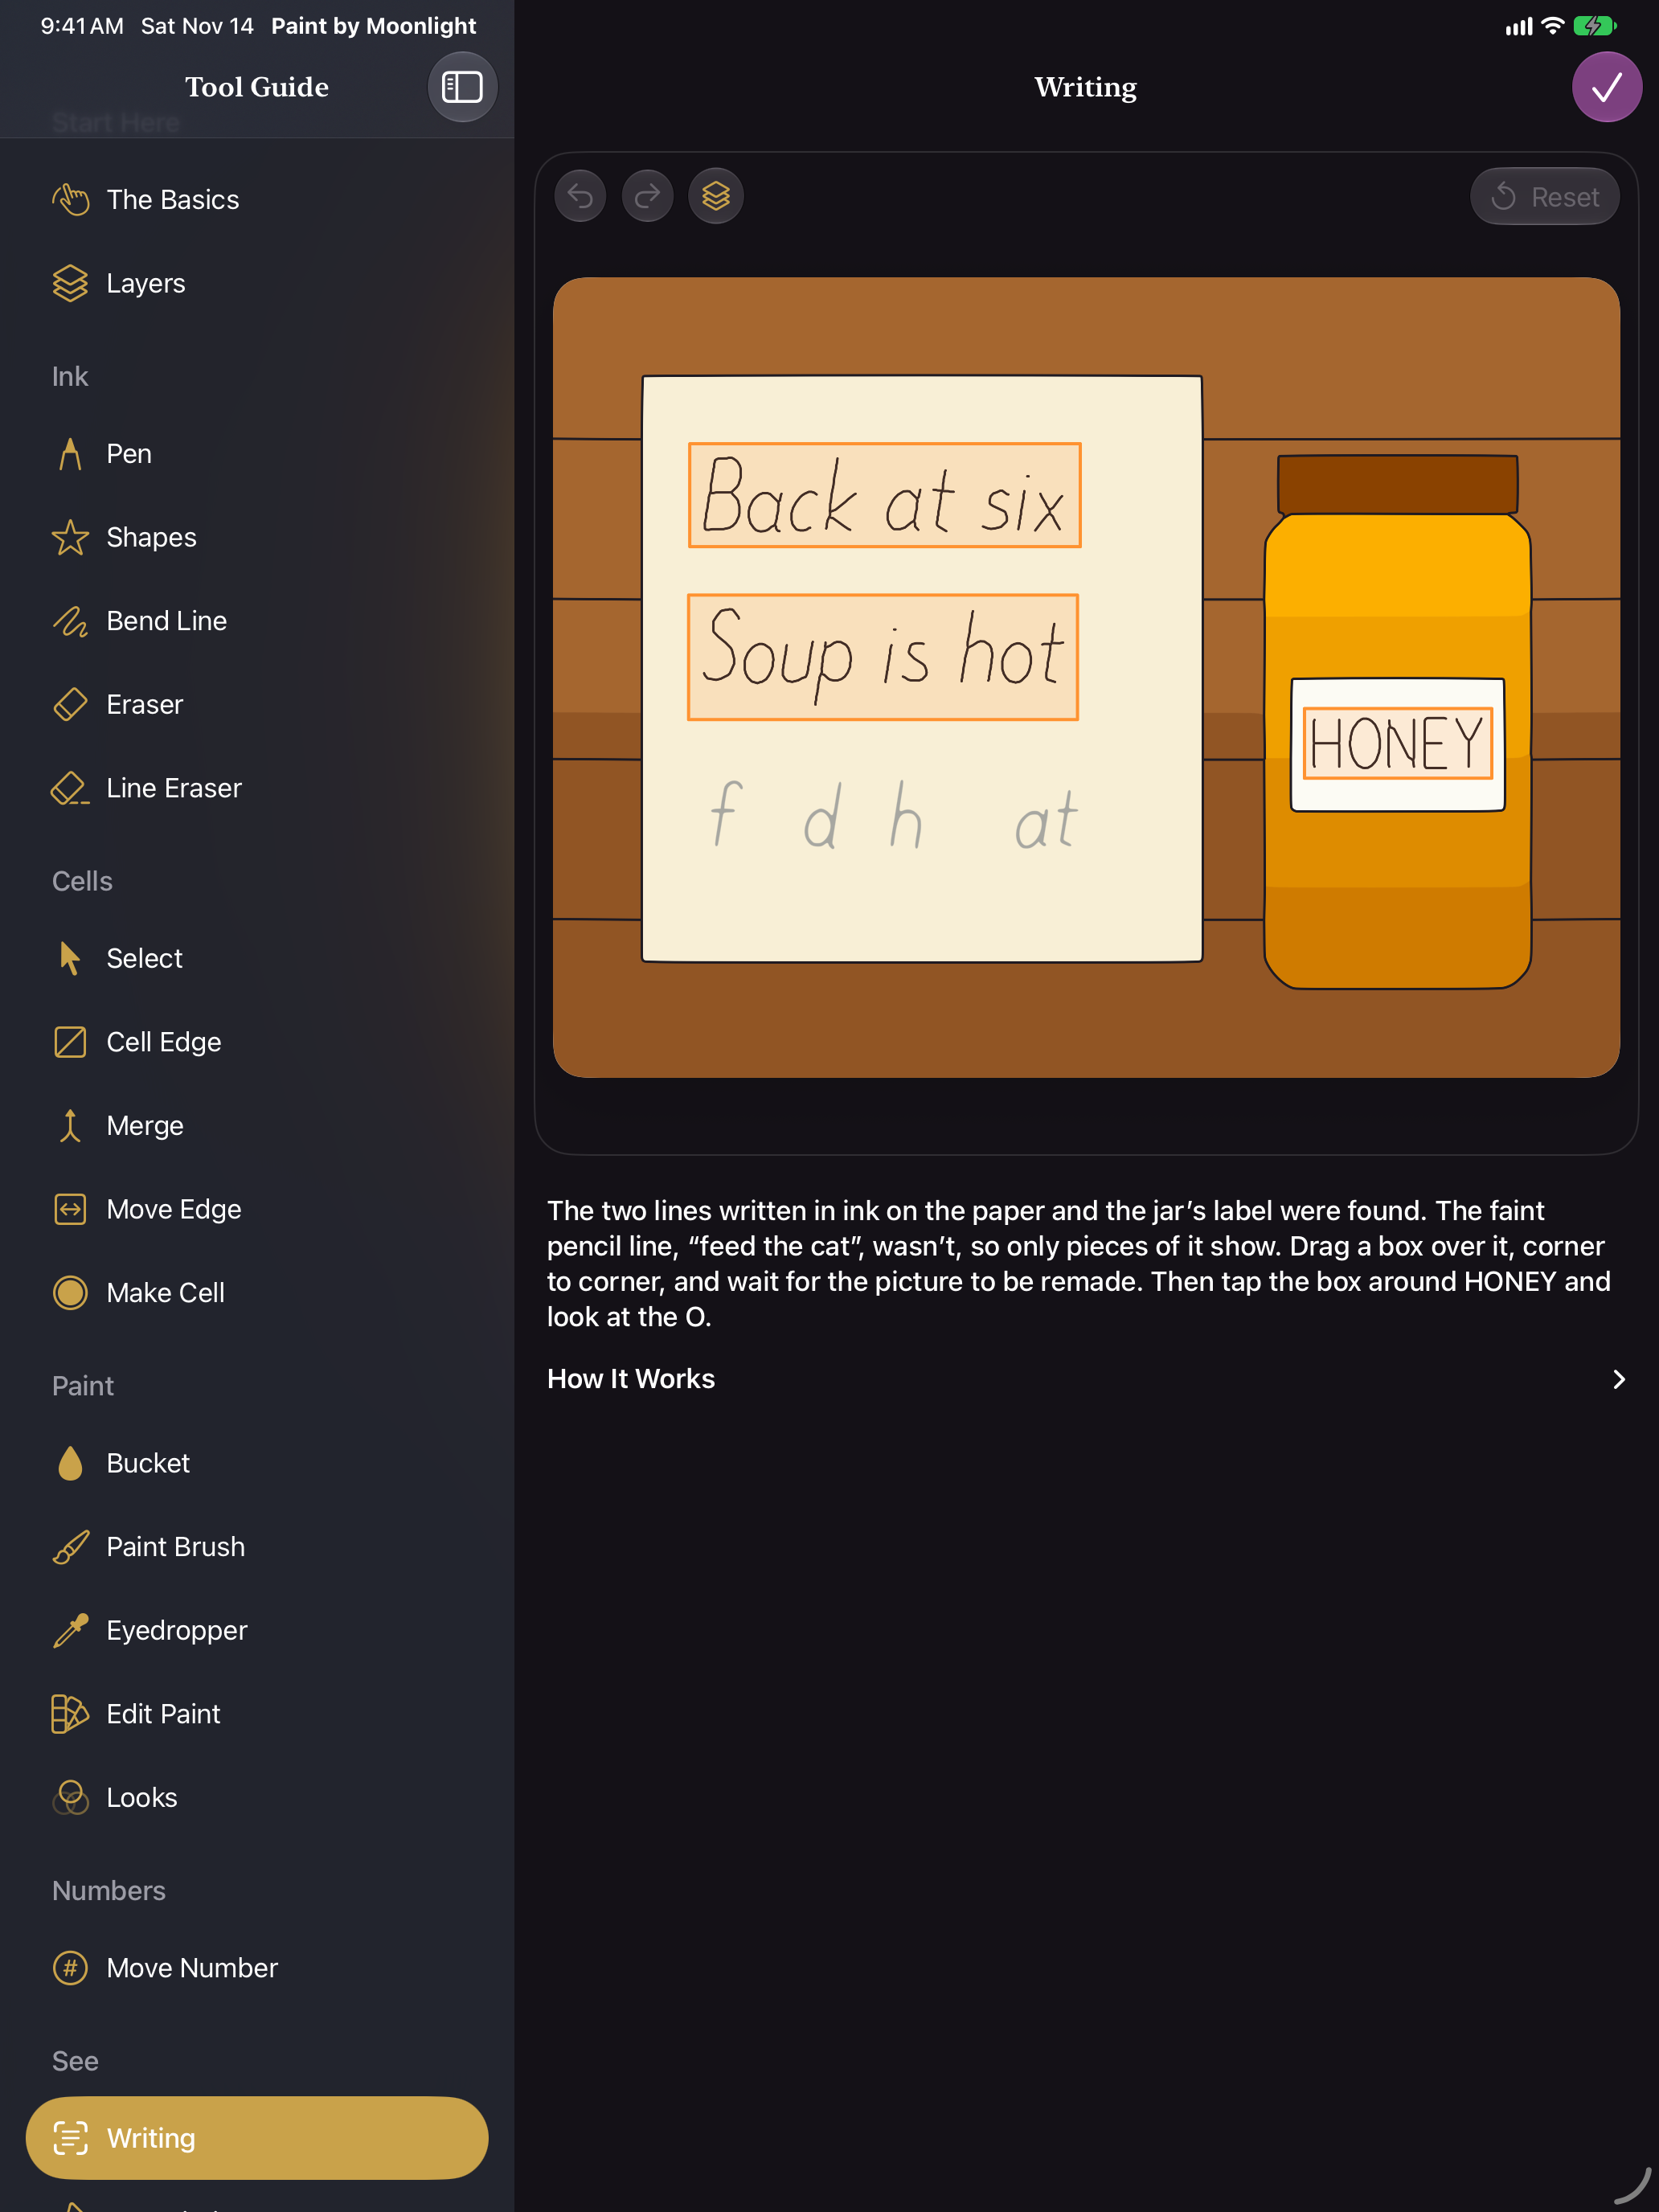 9:41 AM Sat Nov 14 Paint by Moonlight
Tool Guide
Start Here
The Basics
Layers
Ink
Pen
Shapes
Bend Line
Eraser
Line Eraser
Cells
Select
Cell Edge
Merge
Move Edge
Make Cell
Paint
Bucket
Paint Brush
Eyedropper
Edit Paint
Looks
Numbers
# Move Number
See
Writing
Writing
Reset
Back at six
Soup is hot
f d h at
HONEY
The two lines written in ink on the paper and the jar’s label were found. The faint
pencil line, “feed the cat”, wasn’t, so only pieces of it show. Drag a box over it, corner
to corner, and wait for the picture to be remade. Then tap the box around HONEY and
look at the O.
How It Works